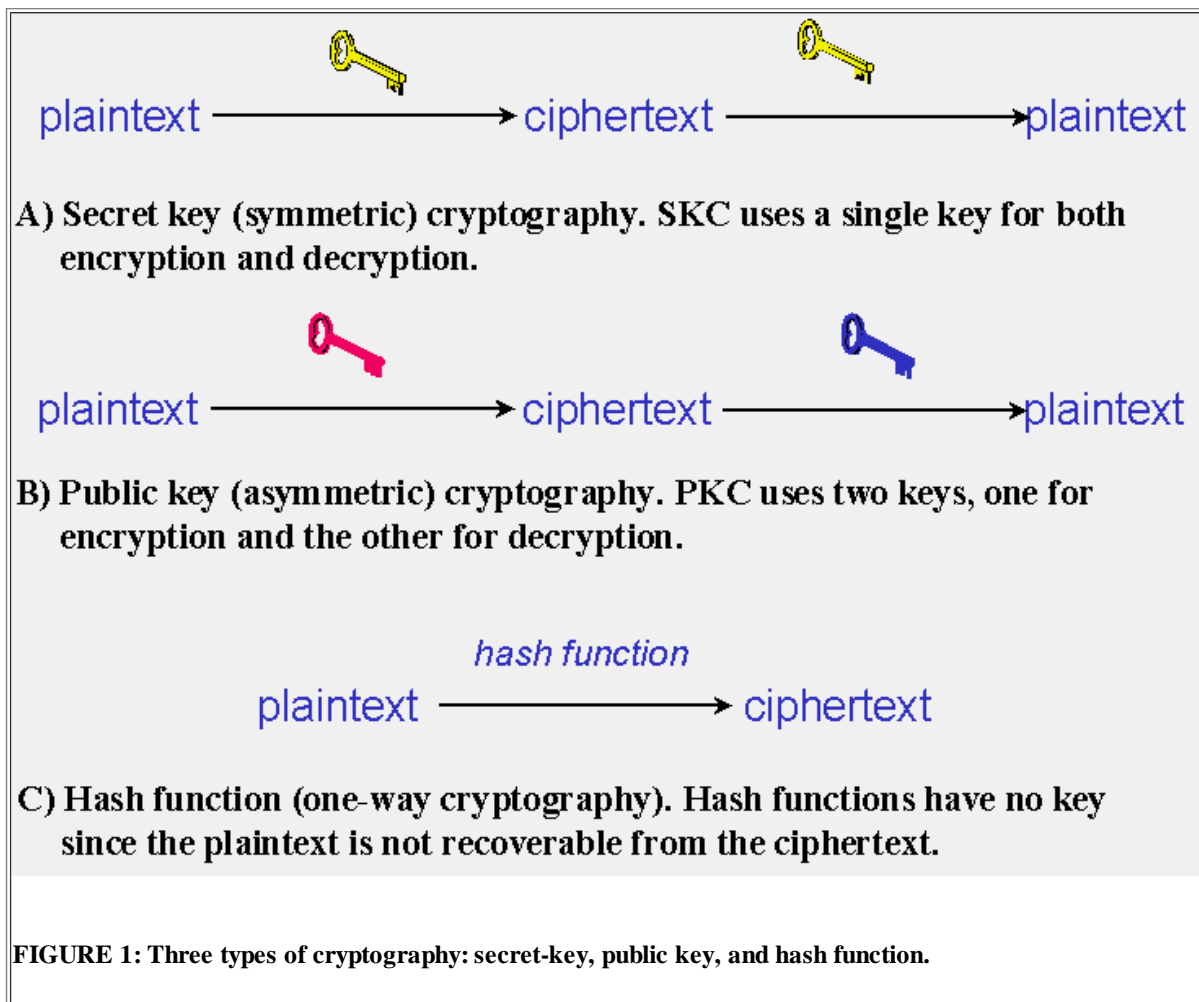 plaintext ciphertext plaintext
A) Secret key (symmetric) cryptography. SKC uses a single key for both
encryption and decryption.
plaintext ciphertext plaintext
B) Public key (asymmetric) cryptography. PKC uses two keys, one for
encryption and the other for decryption.
hash function
plaintext ciphertext
C) Hash function (one-way cryptography). Hash functions have no key
since the plaintext is not recoverable from the ciphertext.
FIGURE 1: Three types of cryptography: secret-key, public key, and hash function.